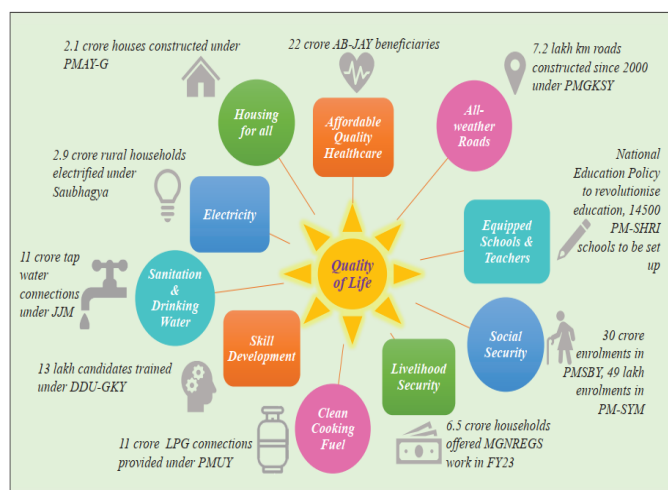 2.1 crore houses constructed under
PMAY-G
Housing
for all
22 crore AB-JAY beneficiaries
Affordable
Quality
Healthcare
7.2 lakh km roads
constructed since 2000
under PMGKSY
All-
weather
Roads
2.9 crore rural households
electrified under
Saubhagya
Electricity
National
Education Policy
to revolutionise
education, 14500
PM-SHRI
schools to be set
up
Equipped
Schools &
Teachers
11 crore tap
water
connections
under JJM
Sanitation
&
Drinking
Water
Quality
of Life
Social
Security
30 crore
enrolments in
PMSBY, 49 lakh
enrolments in
PM-SYM
13 lakh candidates trained
under DDU-GKY
Skill
Development
Livelihood
Security
6.5 crore households
offered MGNREGS
work in FY23
Clean
Cooking
Fuel
11 crore LPG connections
provided under PMUY